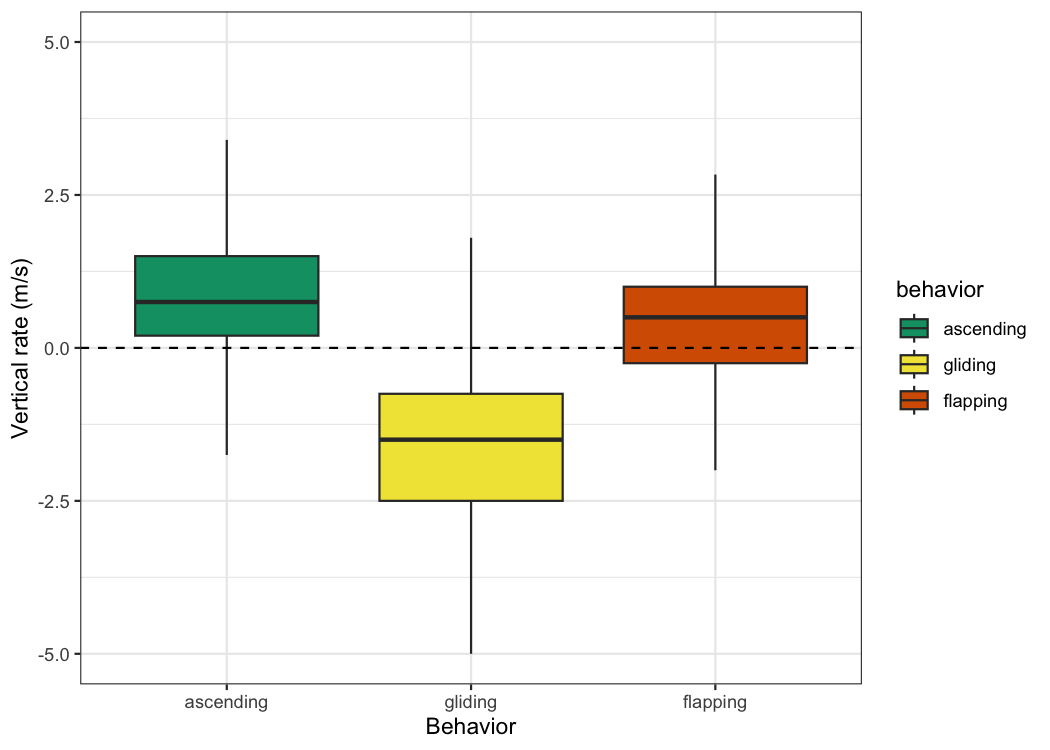 Vertical rate (m/s)
5.0
2.5
0.0
-2.5
-5.0
ascending
gliding
flapping
Behavior
behavior
ascending
gliding
flapping